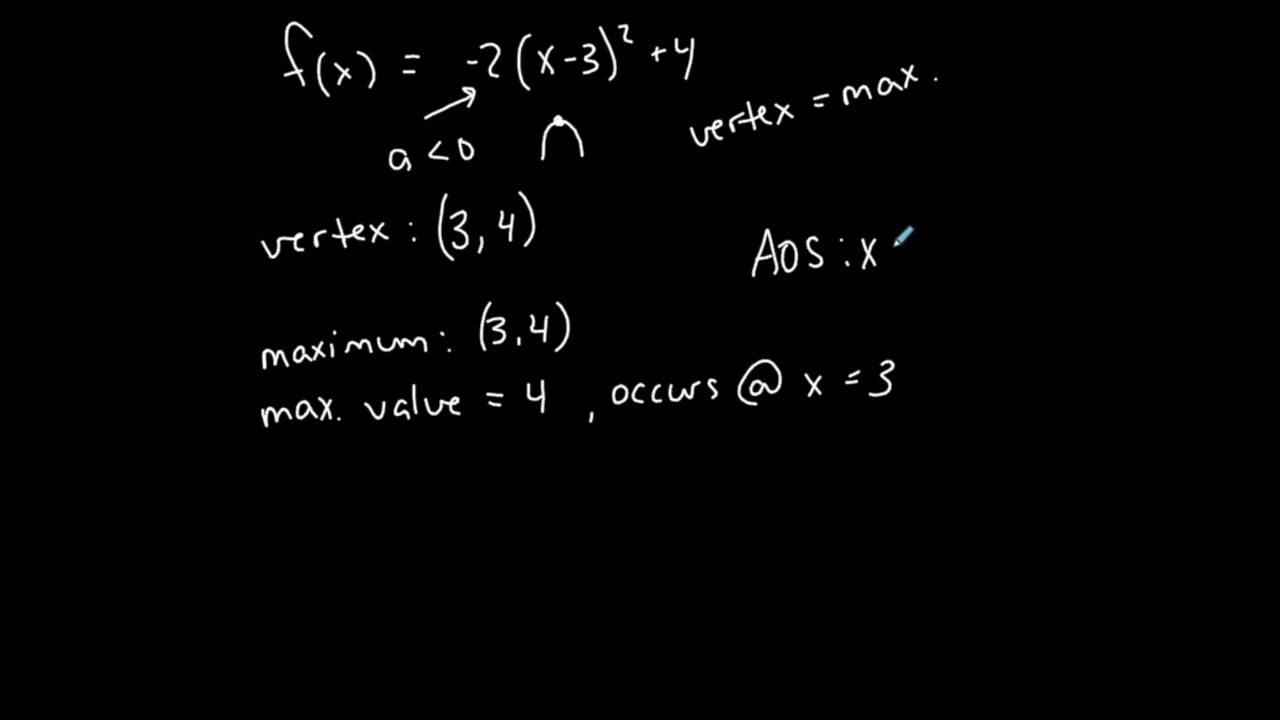 f(x) = -2(x-3)² +4
a <0
vertex = max.
vertex : (3, 4)
AOS : x
maximum : (3,4)
max. value = 4 , occurs @ x = 3